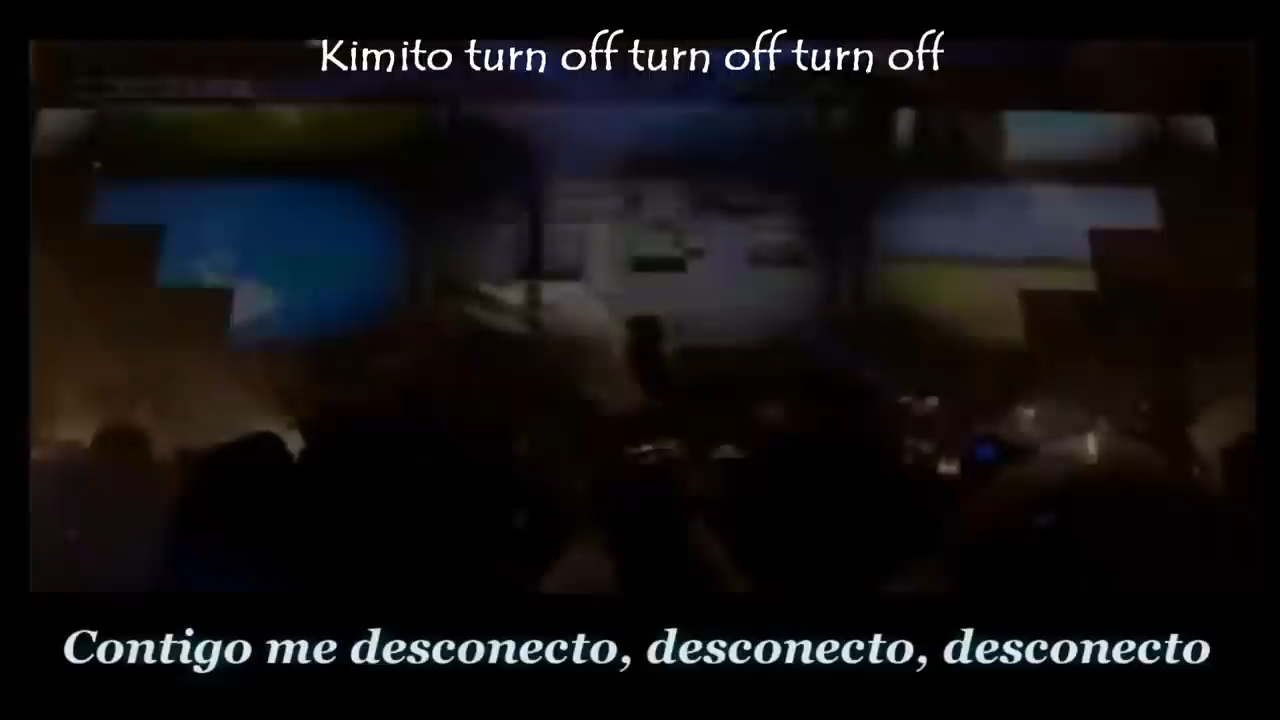 Kimito turn off turn off turn off
Contigo me desconecto, desconecto, desconecto